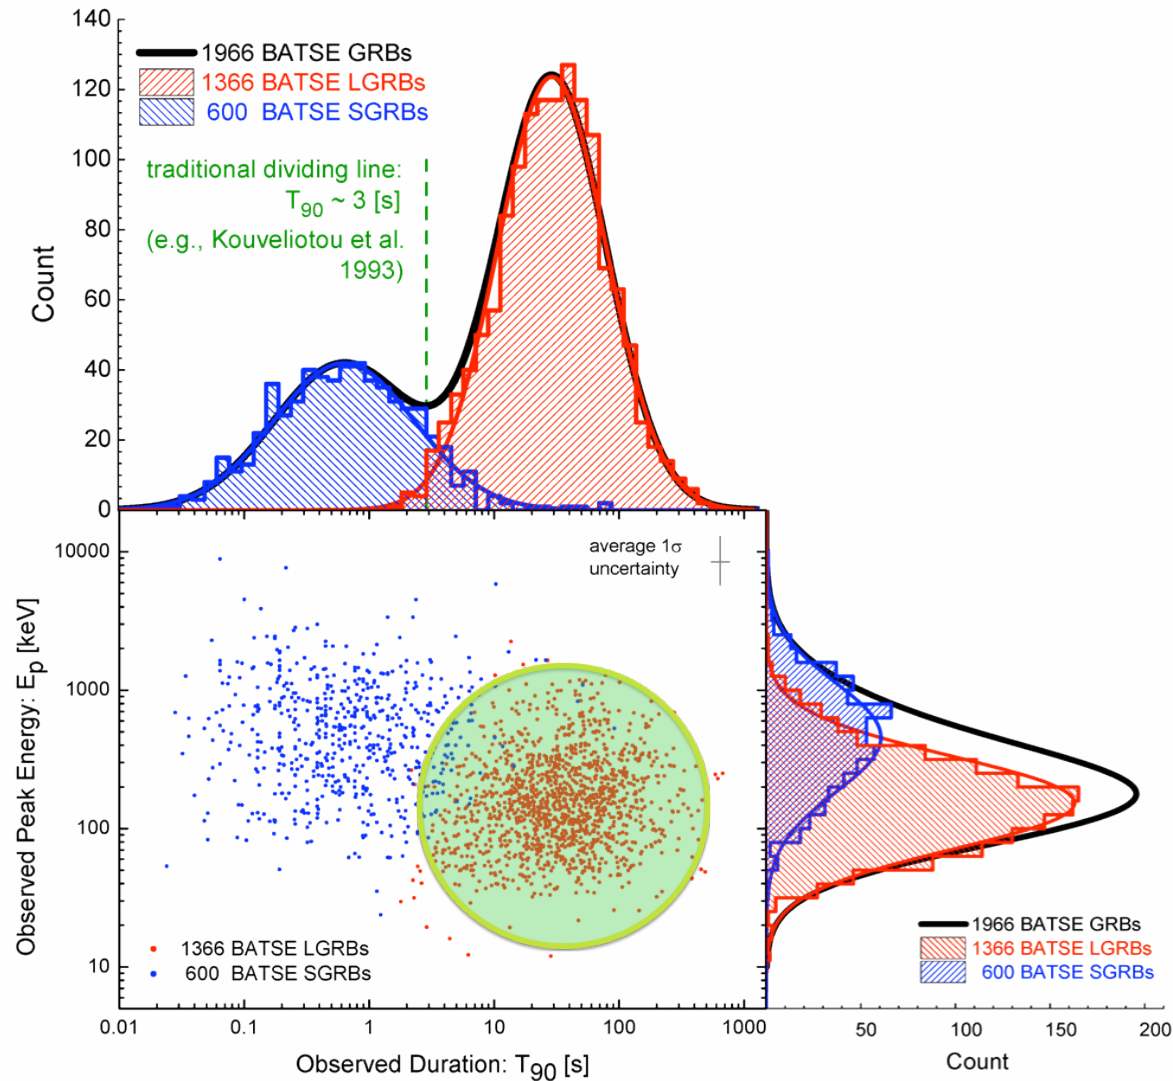 140
120
100
80
60
40
20
0
Count
1966 BATSE GRBs
1366 BATSE LGRBs
600 BATSE SGRBs
traditional dividing line:
T90 ~ 3 [s]
(e.g., Kouveliotou et al.
1993)
10000
1000
100
10
Observed Peak Energy: Ep [keV]
average 1σ
uncertainty
1366 BATSE LGRBs
600 BATSE SGRBs
0.01 0.1 1 10 100 1000
Observed Duration: T90 [s]
1966 BATSE GRBs
1366 BATSE LGRBs
600 BATSE SGRBs
50 100 150 200
Count